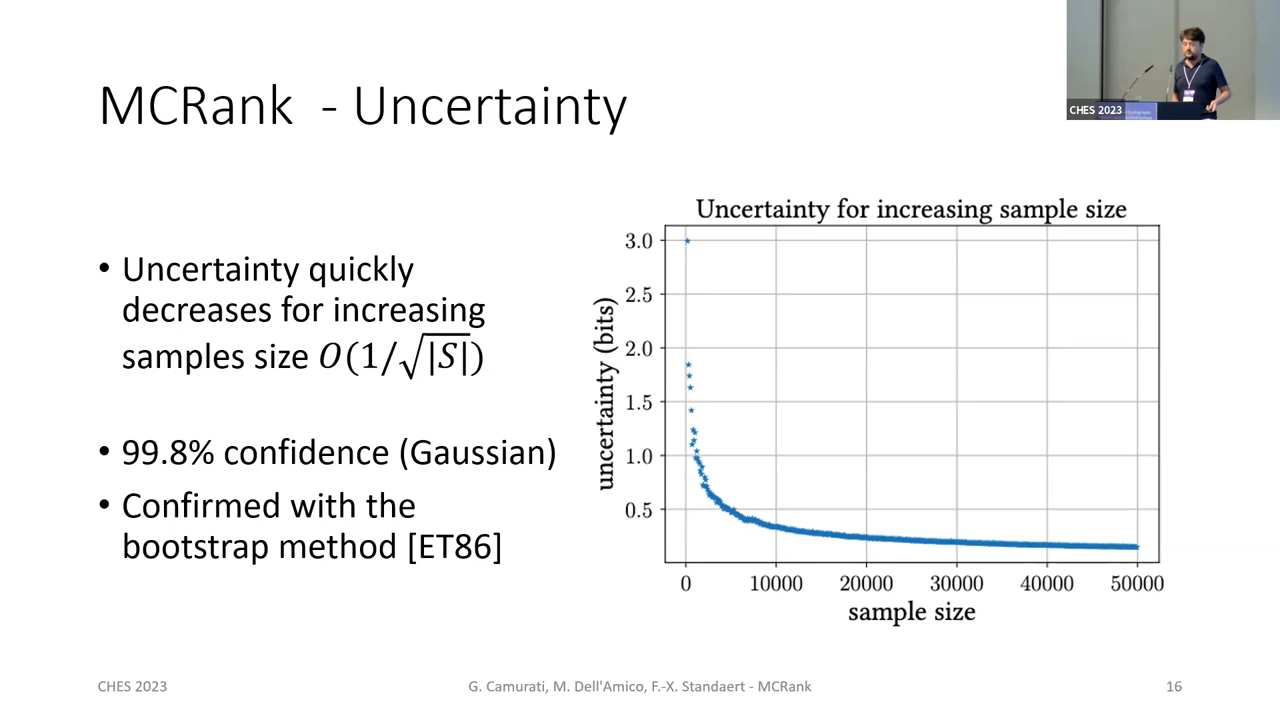 CHES 2023
MCRank - Uncertainty
• Uncertainty quickly
decreases for increasing
samples size O(1/√|S|)
• 99.8% confidence (Gaussian)
• Confirmed with the
bootstrap method [ET86]
Uncertainty for increasing sample size
uncertainty (bits)
3.0
2.5
2.0
1.5
1.0
0.5
0 10000 20000 30000 40000 50000
sample size
CHES 2023
G. Camurati, M. Dell'Amico, F.-X. Standaert - MCRank
16